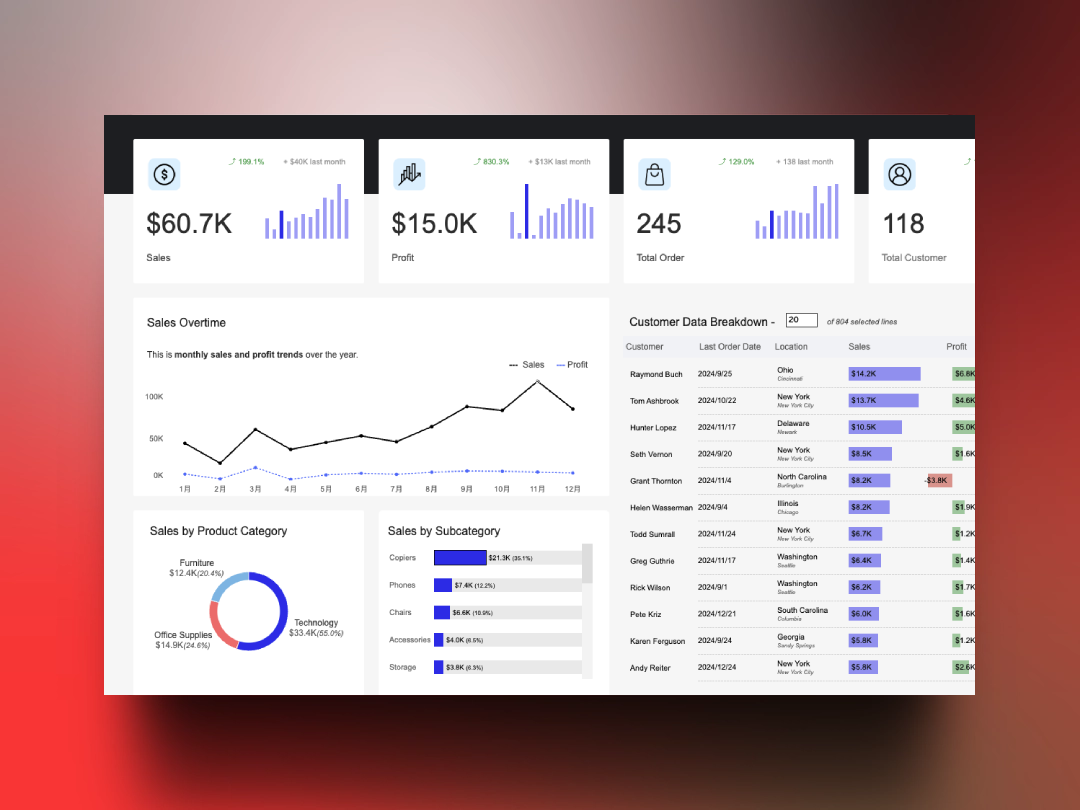 199.1% + $40K last month
$60.7K
Sales
830.3% + $13K last month
$15.0K
Profit
129.0% + 138 last month
245
Total Order
118
Total Customer
Sales Overtime
This is monthly sales and profit trends over the year.
Sales Profit
100K
50K
0K
1月 2月 3月 4月 5月 6月 7月 8月 9月 10月 11月 12月
Customer Data Breakdown - 20 of 804 selected lines
Customer Last Order Date Location Sales Profit
Raymond Buch 2024/9/25 Ohio $14.2K $6.8K
Cincinnati
Tom Ashbrook 2024/10/22 New York $13.7K $4.6K
New York City
Hunter Lopez 2024/11/17 Delaware $10.5K $5.0K
Newark
Seth Vernon 2024/9/20 New York $8.5K $1.6K
New York City
Grant Thornton 2024/11/4 North Carolina $8.2K -$3.8K
Burlington
Helen Wasserman 2024/9/4 Illinois $8.2K $1.9K
Chicago
Todd Sumrall 2024/11/24 New York $6.7K $1.2K
New York City
Greg Guthrie 2024/11/17 Washington $6.4K $1.4K
Seattle
Rick Wilson 2024/9/1 Washington $6.2K $1.7K
Seattle
Pete Kriz 2024/12/21 South Carolina $6.0K $1.6K
Columbia
Karen Ferguson 2024/9/24 Georgia $5.8K $1.2K
Sandy Springs
Andy Reiter 2024/12/24 New York $5.8K $2.6K
New York City
Sales by Product Category
Furniture
$12.4K(20.4%)
Office Supplies
$14.9K(24.6%)
Technology
$33.4K(55.0%)
Sales by Subcategory
Copiers $21.3K (35.1%)
Phones $7.4K (12.2%)
Chairs $6.6K (10.9%)
Accessories $4.0K (6.5%)
Storage $3.8K (6.3%)